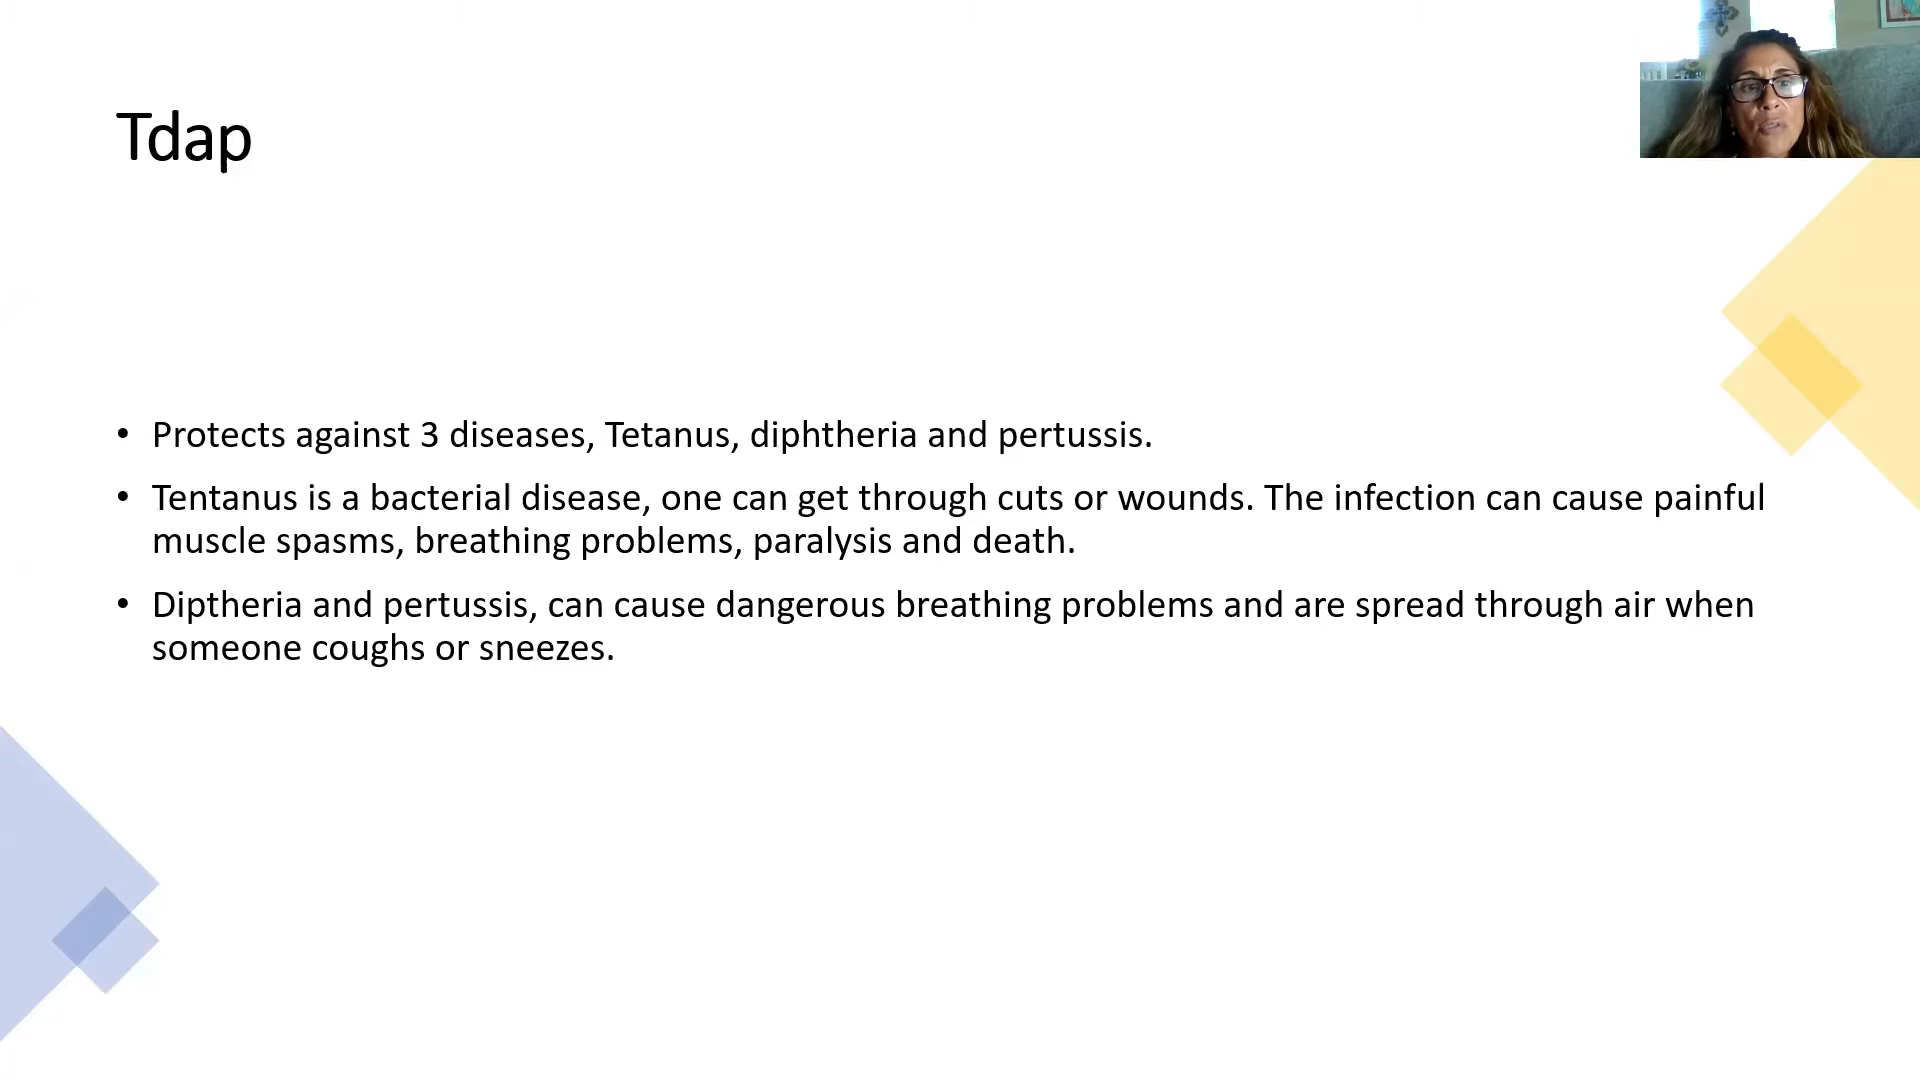 Tdap
• Protects against 3 diseases, Tetanus, diphtheria and pertussis.
• Tentanus is a bacterial disease, one can get through cuts or wounds. The infection can cause painful
muscle spasms, breathing problems, paralysis and death.
• Diptheria and pertussis, can cause dangerous breathing problems and are spread through air when
someone coughs or sneezes.